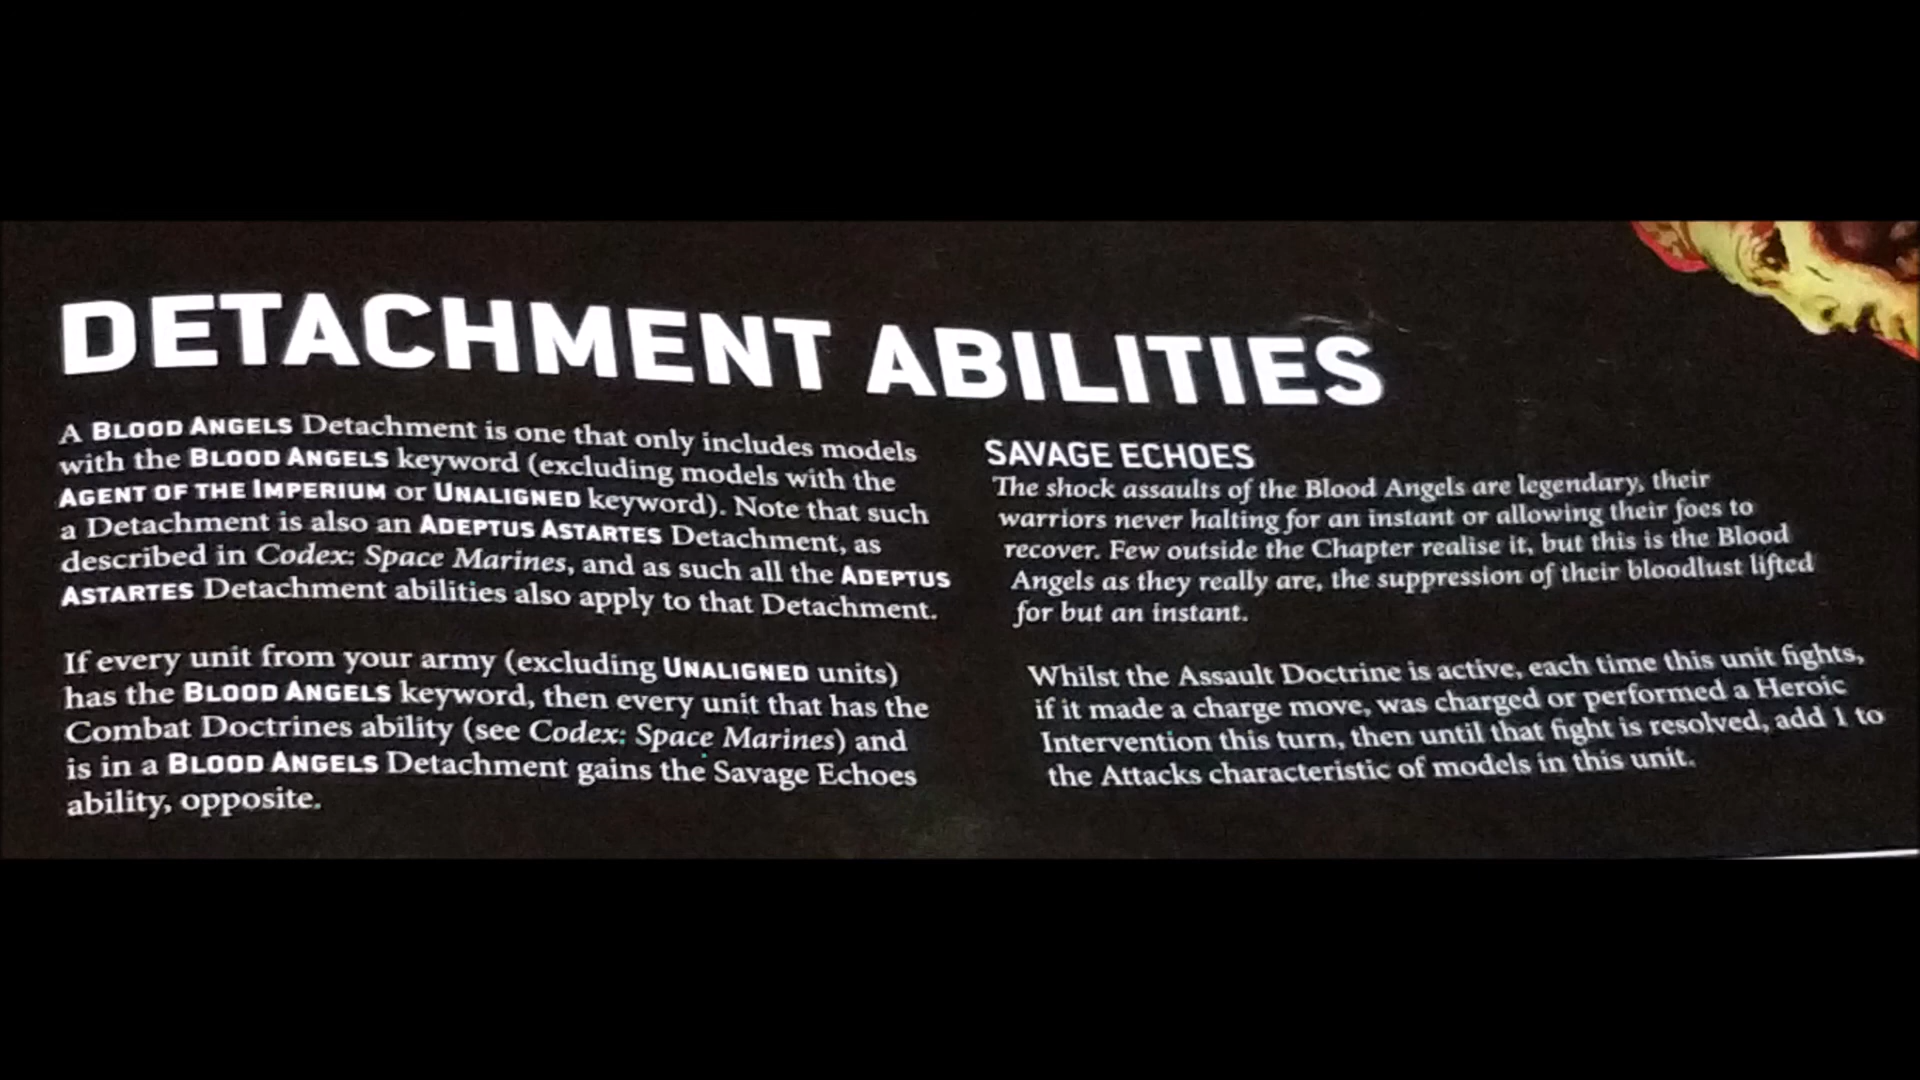 DETACHMENT ABILITIES
A BLOOD ANGELS Detachment is one that only includes models
with the BLOOD ANGELS keyword (excluding models with the
AGENT OF THE IMPERIUM or UNALIGNED keyword). Note that such
a Detachment is also an ADEPTUS ASTARTES Detachment, as
described in Codex: Space Marines, and as such all the ADEPTUS
ASTARTES Detachment abilities also apply to that Detachment.
If every unit from your army (excluding UNALIGNED units)
has the BLOOD ANGELS keyword, then every unit that has the
Combat Doctrines ability (see Codex: Space Marines) and
is in a BLOOD ANGELS Detachment gains the Savage Echoes
ability, opposite.
SAVAGE ECHOES
The shock assaults of the Blood Angels are legendary, their
warriors never halting for an instant or allowing their foes to
recover. Few outside the Chapter realise it, but this is the Blood
Angels as they really are, the suppression of their bloodlust lifted
for but an instant.
Whilst the Assault Doctrine is active, each time this unit fights,
if it made a charge move, was charged or performed a Heroic
Intervention this turn, then until that fight is resolved, add 1 to
the Attacks characteristic of models in this unit.